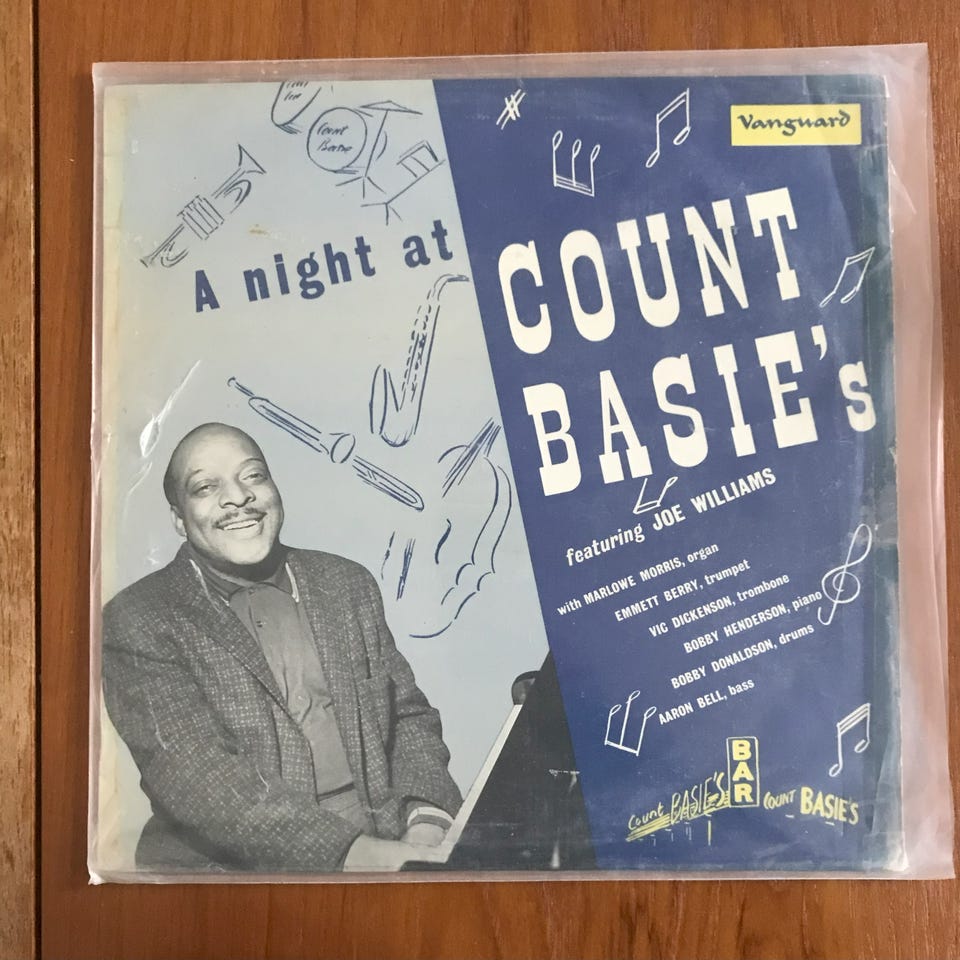 Count
Basie
Vanguard
A night at
COUNT
BASIE's
featuring JOE WILLIAMS
with MARLOWE MORRIS, organ
EMMETT BERRY, trumpet
VIC DICKENSON, trombone
BOBBY HENDERSON, piano
BOBBY DONALDSON, drums
AARON BELL, bass
BAR
Count BASIE'S
COUNT BASIE'S